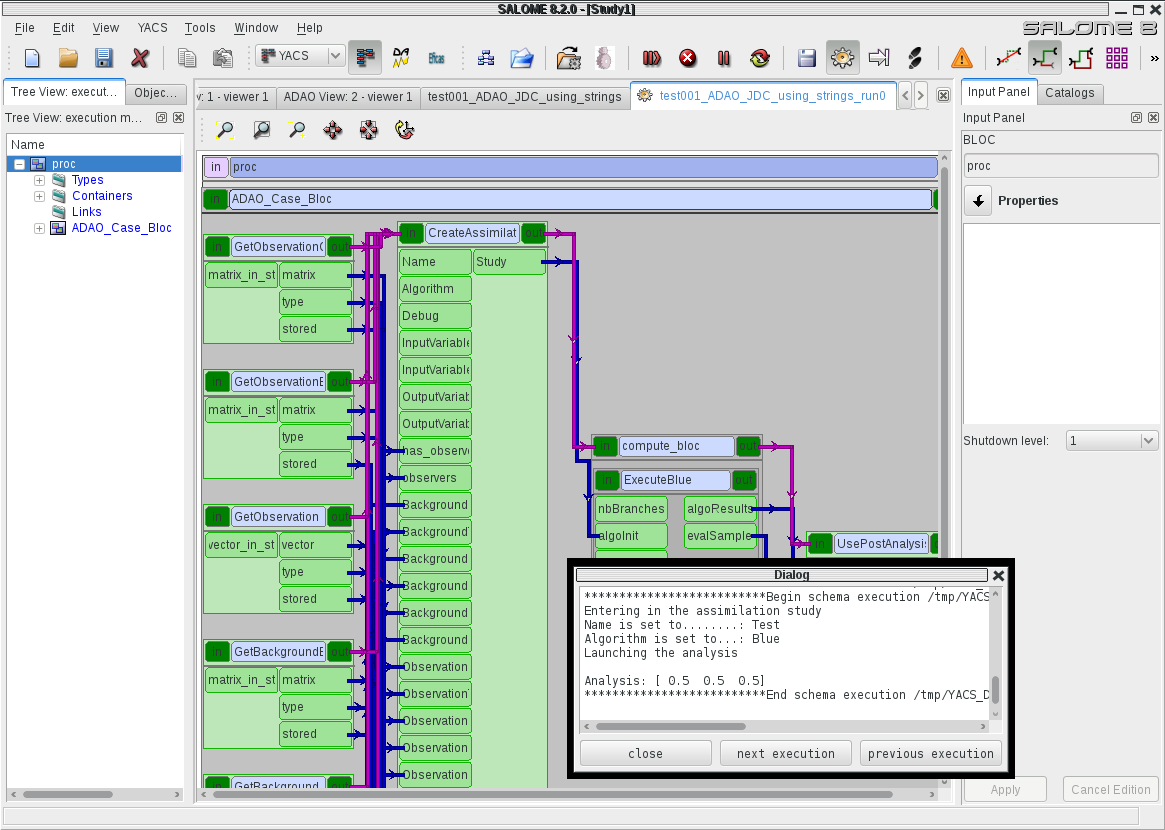 SALOME 8.2.0 - [Study1]
File Edit View YACS Tools Window Help
SALOME 8
YACS
»
Tree View: execut...
Objec...
Tree View: execution m...
Name
proc
Types
Containers
Links
ADAO_Case_Bloc
v: 1 - viewer 1
ADAO View: 2 - viewer 1
test001_ADAO_JDC_using_strings
test001_ADAO_JDC_using_strings_run0
in proc
in ADAO_Case_Bloc
in GetObservationO out
matrix_in_st matrix
type
stored
in GetObservationE out
matrix_in_st matrix
type
stored
in GetObservation out
vector_in_st vector
type
stored
in GetBackgroundE out
matrix_in_st matrix
type
stored
in GetBackground out
in CreateAssimilat out
Name Study
Algorithm
Debug
InputVariable
InputVariable
OutputVariab
OutputVariab
has_observe
observers
Background
Background
Background
Background
Background
Background
Observation
Observation
Observation
Observation
Observation
in compute_bloc out
in ExecuteBlue out
nbBranches algoResults
algoInit evalSample
in UsePostAnalysis
Dialog
**************************Begin schema execution /tmp/YACS
Entering in the assimilation study
Name is set to........: Test
Algorithm is set to...: Blue
Launching the analysis
Analysis: [ 0.5  0.5  0.5]
**************************End schema execution /tmp/YACS_D
close
next execution
previous execution
Input Panel
Catalogs
Input Panel
BLOC
proc
Properties
Shutdown level: 1
Apply
Cancel Edition